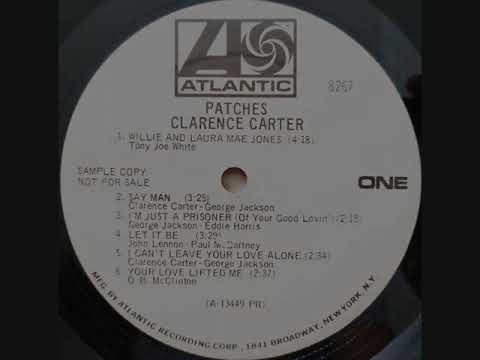 ATLANTIC
8267
PATCHES
CLARENCE CARTER
1. WILLIE AND LAURA MAE JONES (4:18)
Tony Joe White
SAMPLE COPY
NOT FOR SALE
ONE
2. SAY MAN (3:25)
Clarence Carter-George Jackson
3. I'M JUST A PRISONER (Of Your Good Lovin') (2:18)
George Jackson-Eddie Harris
4. LET IT BE (3:29)
John Lennon-Paul McCartney
5. I CAN'T LEAVE YOUR LOVE ALONE (2:34)
Clarence Carter-George Jackson
6. YOUR LOVE LIFTED ME (2:37)
O. B. McClinton
(A-13449 PR)
MFG. BY ATLANTIC RECORDING CORP., 1841 BROADWAY, NEW YORK, N.Y.